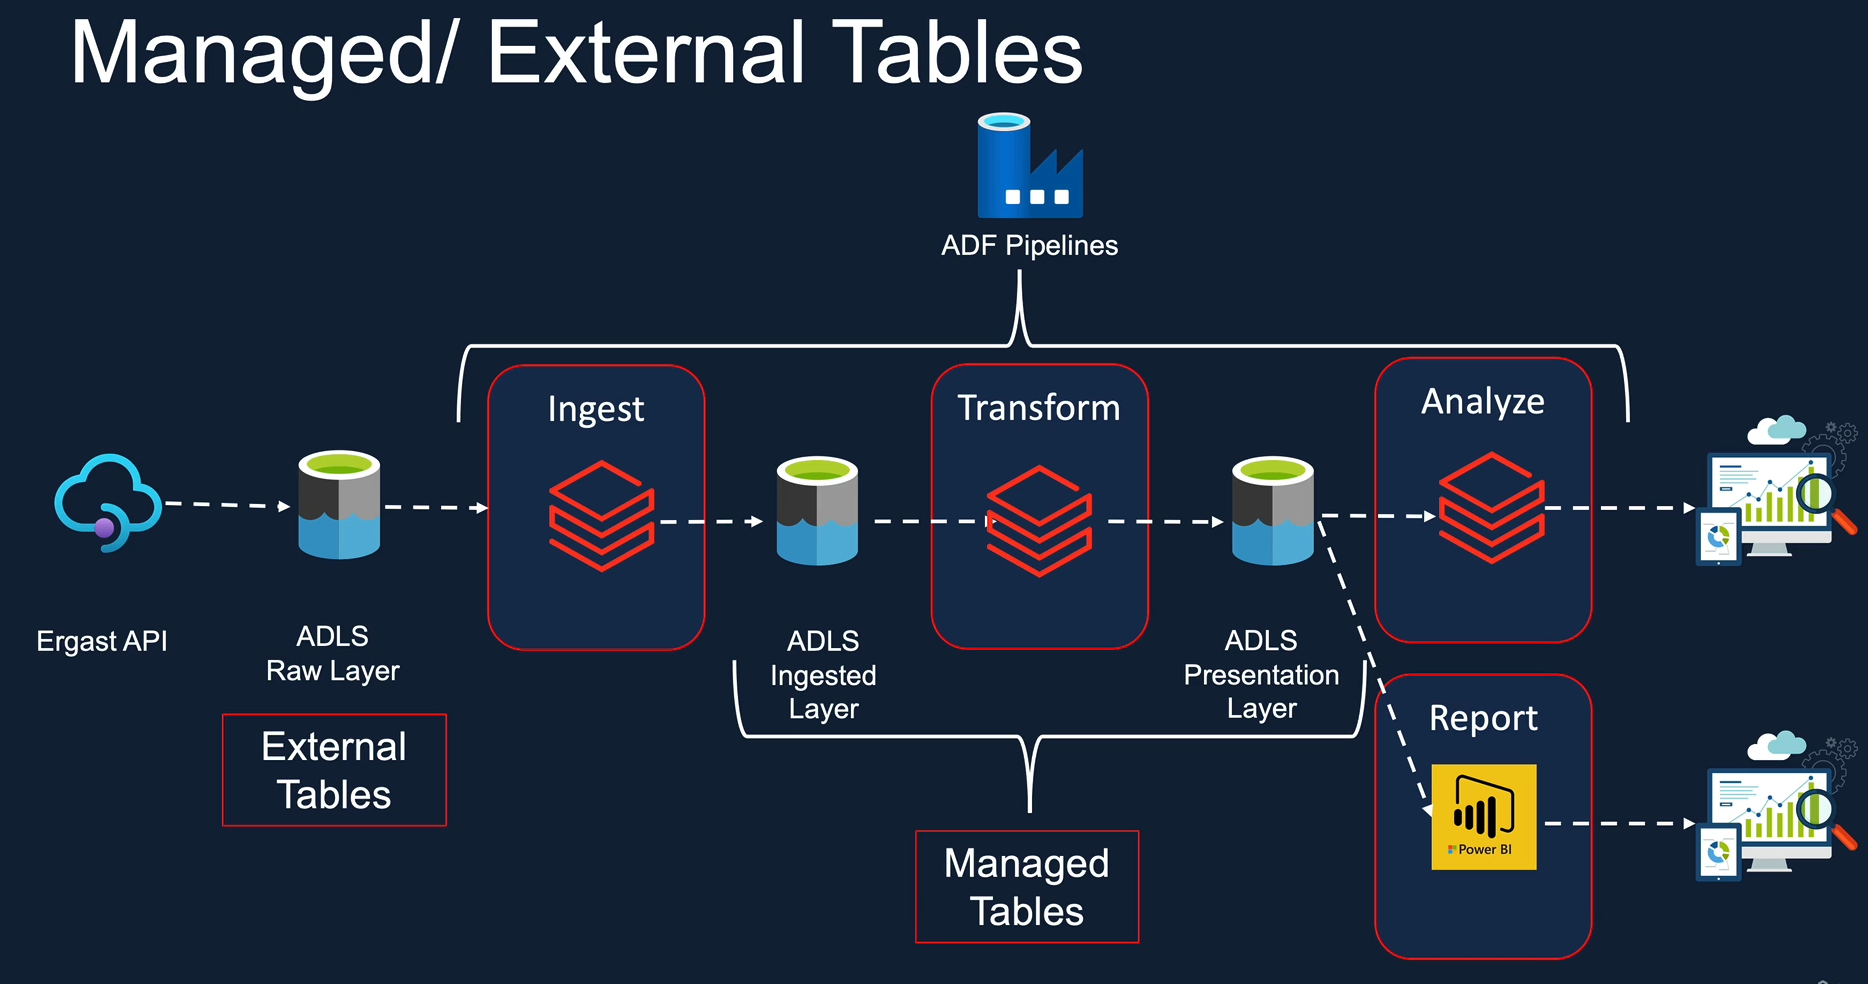 Managed/ External Tables
ADF Pipelines
Ingest
Transform
Analyze
Ergast API
ADLS
Raw Layer
ADLS
Ingested
Layer
ADLS
Presentation
Layer
External
Tables
Managed
Tables
Report
Power BI